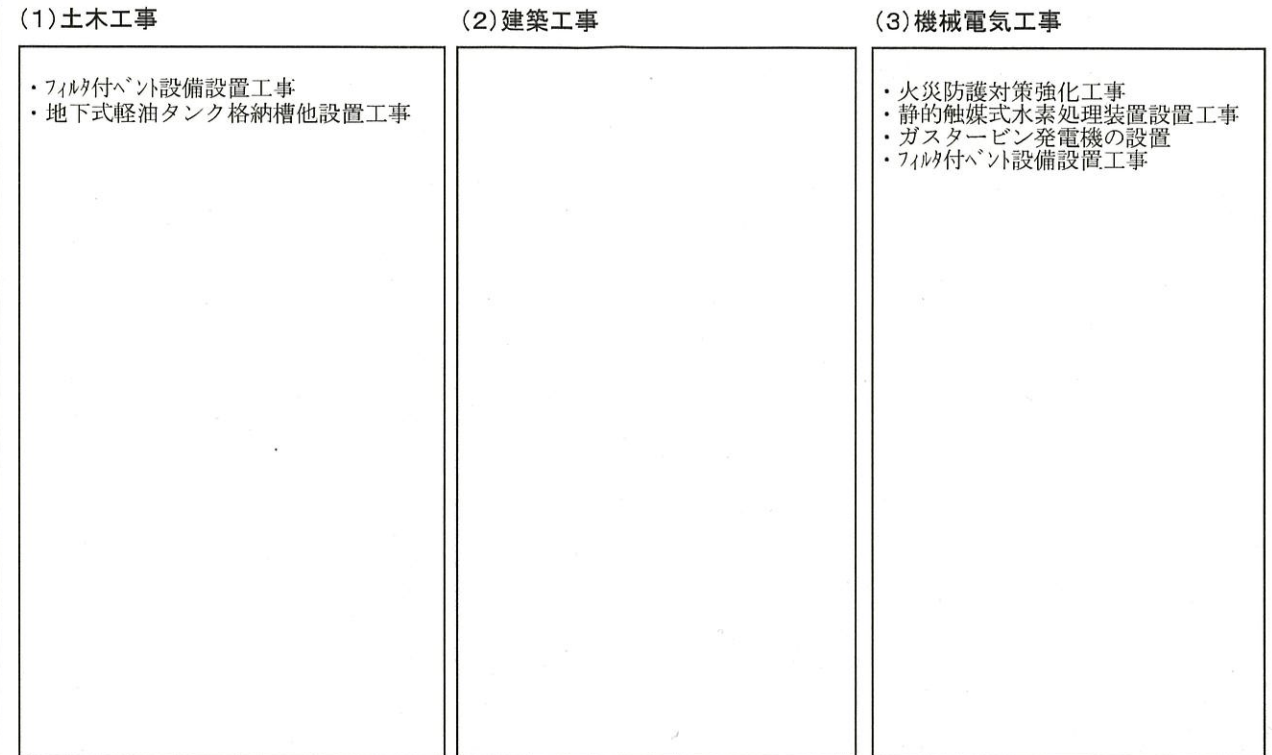 (1)土木工事
・ﾌｨﾙﾀ付ﾍﾞﾝﾄ設備設置工事
・地下式軽油タンク格納槽他設置工事
(2)建築工事
(3)機械電気工事
・火災防護対策強化工事
・静的触媒式水素処理装置設置工事
・ガスタービン発電機の設置
・ﾌｨﾙﾀ付ﾍﾞﾝﾄ設備設置工事